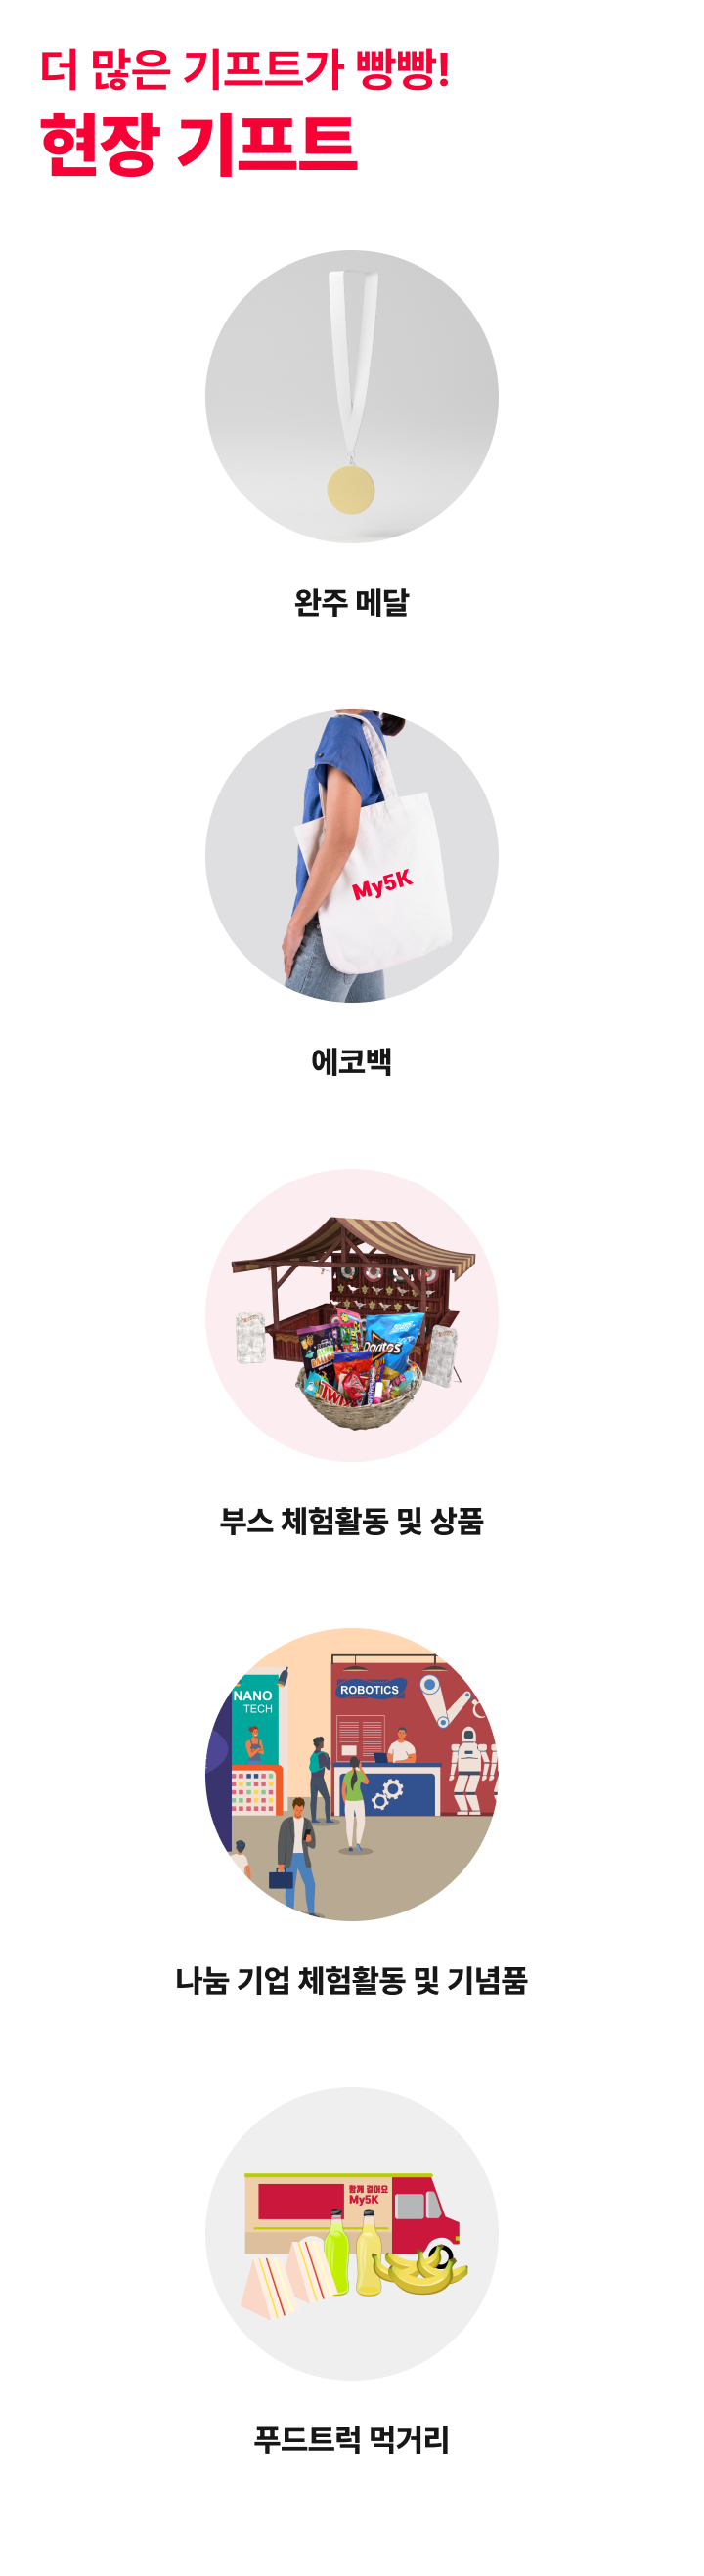 더 많은 기프트가 빵빵!
현장 기프트
완주 메달
My5K
에코백
Doritos
TWIX
부스 체험활동 및 상품
NANO
TECH
ROBOTICS
나눔 기업 체험활동 및 기념품
함께 걸어요
My5K
푸드트럭 먹거리